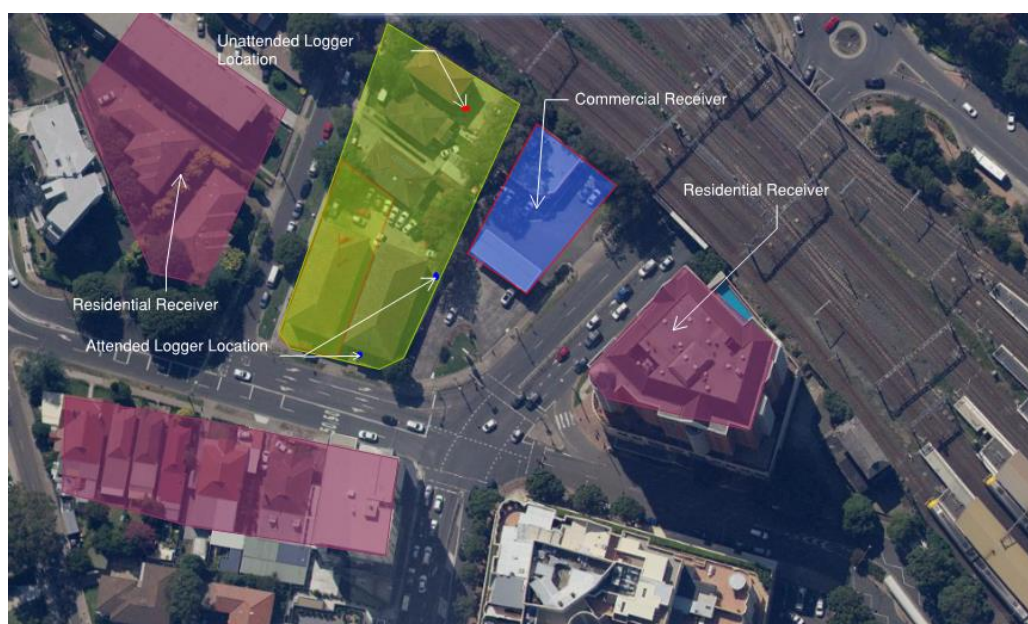 Unattended Logger
Location
Commercial Receiver
Residential Receiver
Residential Receiver
Attended Logger Location